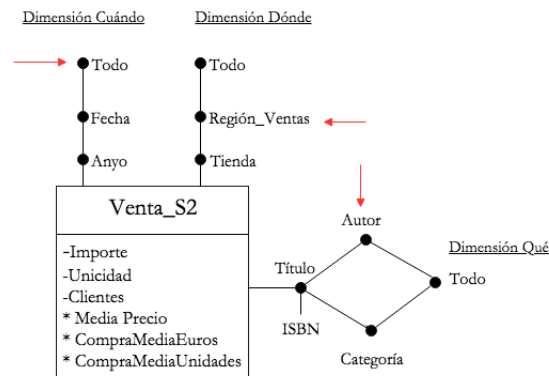 Dimensión Cuándo
Dimensión Dónde
Todo
Todo
Fecha
Región_Ventas
Anyo
Tienda
Venta_S2
-Importe
-Unicidad
-Clientes
* Media Precio
* CompraMediaEuros
* CompraMediaUnidades
Autor
Título
Dimensión Qué
Todo
ISBN
Categoría